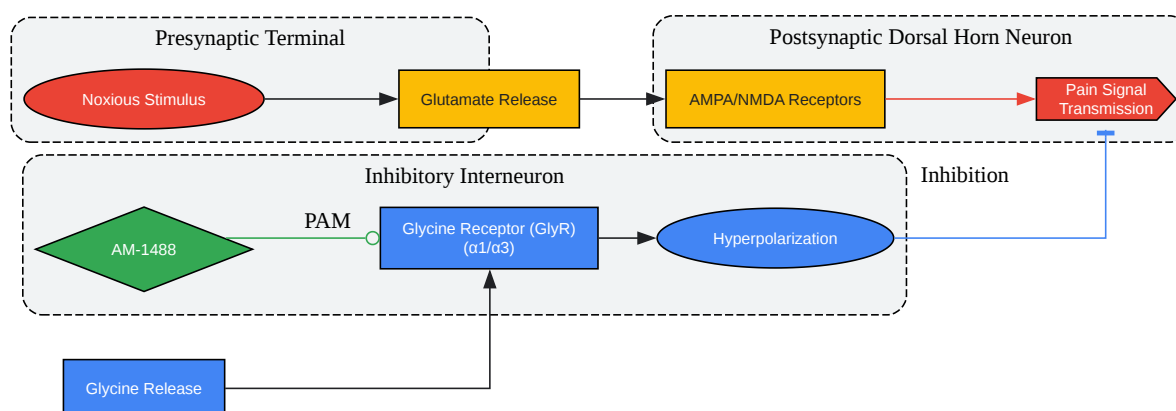 Presynaptic Terminal
Postsynaptic Dorsal Horn Neuron
Noxious Stimulus
Glutamate Release
AMPA/NMDA Receptors
Pain Signal
Transmission
Inhibitory Interneuron
Inhibition
AM-1488
PAM
Glycine Receptor (GlyR)
(α1/α3)
Hyperpolarization
Glycine Release